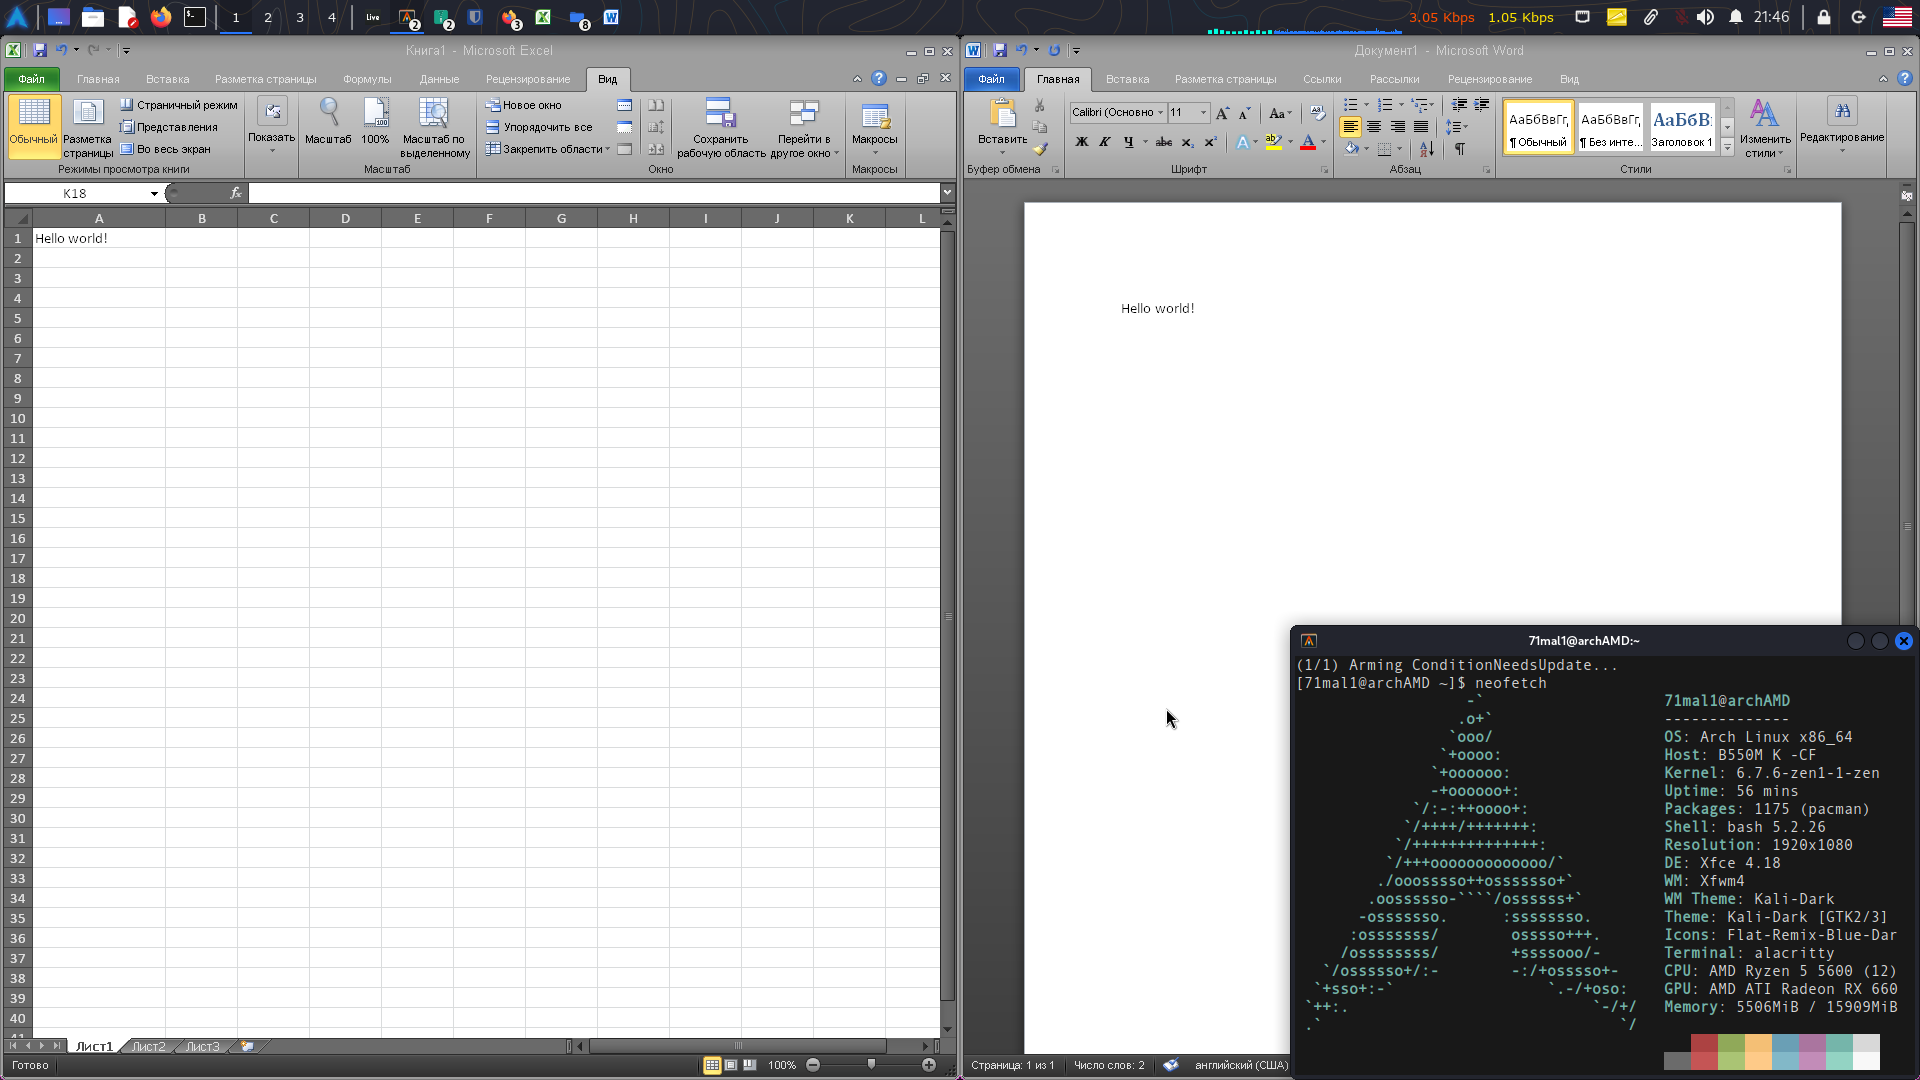 1 2 3 4 Live 2 2 3 8 3.05 Kbps 1.05 Kbps 21:46
Книга1 - Microsoft Excel
Файл Главная Вставка Разметка страницы Формулы Данные Рецензирование Вид
Обычный
Разметка страницы
Страничный режим
Представления
Во весь экран
Режимы просмотра книги
Показать
Масштаб
100%
Масштаб по выделенному
Масштаб
Новое окно
Упорядочить все
Закрепить области
Сохранить рабочую область
Перейти в другое окно
Окно
Макросы
Макросы
K18
fx
A B C D E F G H I J K L
1 Hello world!
2
3
4
5
6
7
8
9
10
11
12
13
14
15
16
17
18
19
20
21
22
23
24
25
26
27
28
29
30
31
32
33
34
35
36
37
38
39
40
41
Лист1 Лист2 Лист3
Готово 100%
Документ1 - Microsoft Word
Файл Главная Вставка Разметка страницы Ссылки Рассылки Рецензирование Вид
Вставить
Буфер обмена
Calibri (Основно 11
Ж К Ч abc x₂ x²
Шрифт
Абзац
АаБбВвГг, АаБбВвГг, АаБбВ:
¶ Обычный ¶ Без инте... Заголовок 1
Стили
Изменить стили
Редактирование
Hello world!
Страница: 1 из 1 Число слов: 2 английский (США)
71mal1@archAMD:~
(1/1) Arming ConditionNeedsUpdate...
[71mal1@archAMD ~]$ neofetch
71mal1@archAMD
--------------
OS: Arch Linux x86_64
Host: B550M K -CF
Kernel: 6.7.6-zen1-1-zen
Uptime: 56 mins
Packages: 1175 (pacman)
Shell: bash 5.2.26
Resolution: 1920x1080
DE: Xfce 4.18
WM: Xfwm4
WM Theme: Kali-Dark
Theme: Kali-Dark [GTK2/3]
Icons: Flat-Remix-Blue-Dar
Terminal: alacritty
CPU: AMD Ryzen 5 5600 (12)
GPU: AMD ATI Radeon RX 660
Memory: 5506MiB / 15909MiB